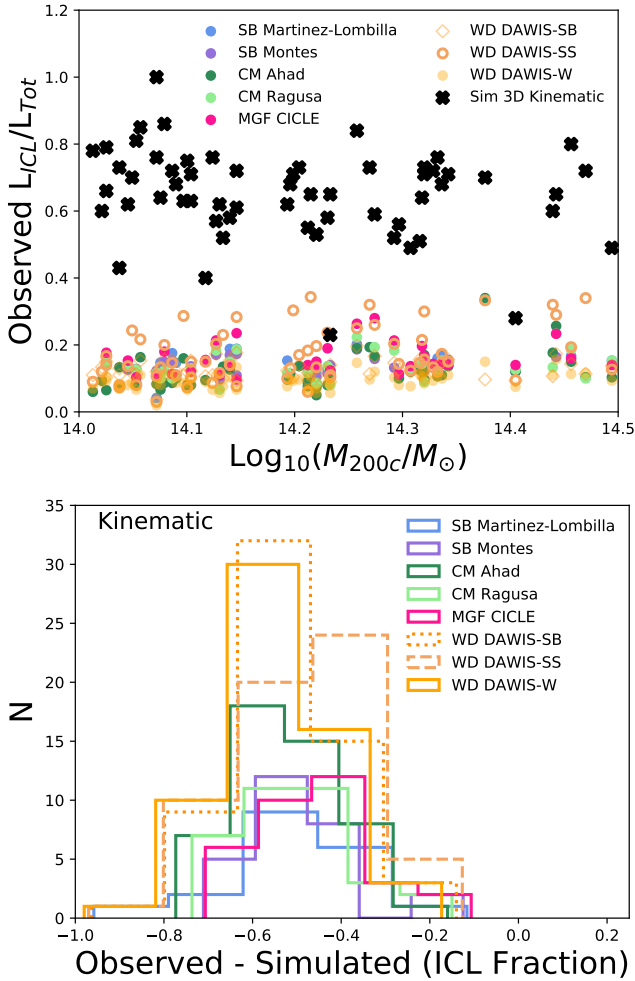 Observed L_ICL/L_Tot
1.2
1.0
0.8
0.6
0.4
0.2
0.0
SB Martinez-Lombilla
SB Montes
CM Ahad
CM Ragusa
MGF CICLE
WD DAWIS-SB
WD DAWIS-SS
WD DAWIS-W
Sim 3D Kinematic
14.0 14.1 14.2 14.3 14.4 14.5
Log₁₀(M₂₀₀c/M⊙)
N
35
30
25
20
15
10
5
0
Kinematic
SB Martinez-Lombilla
SB Montes
CM Ahad
CM Ragusa
MGF CICLE
WD DAWIS-SB
WD DAWIS-SS
WD DAWIS-W
−1.0 −0.8 −0.6 −0.4 −0.2 0.0 0.2
Observed - Simulated (ICL Fraction)